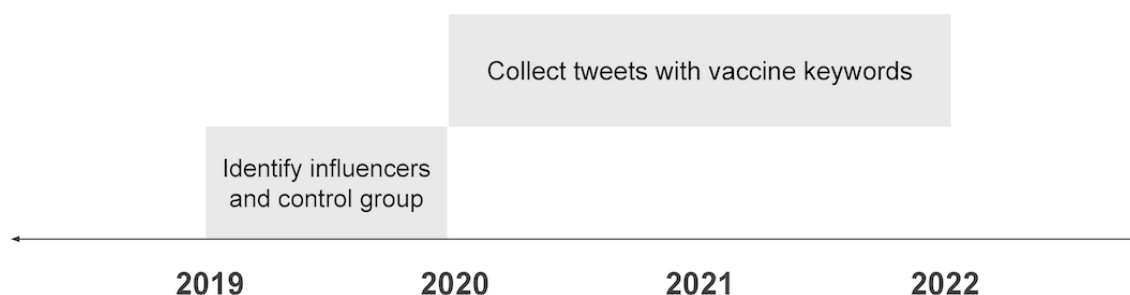 Collect tweets with vaccine keywords
Identify influencers
and control group
2019 2020 2021 2022